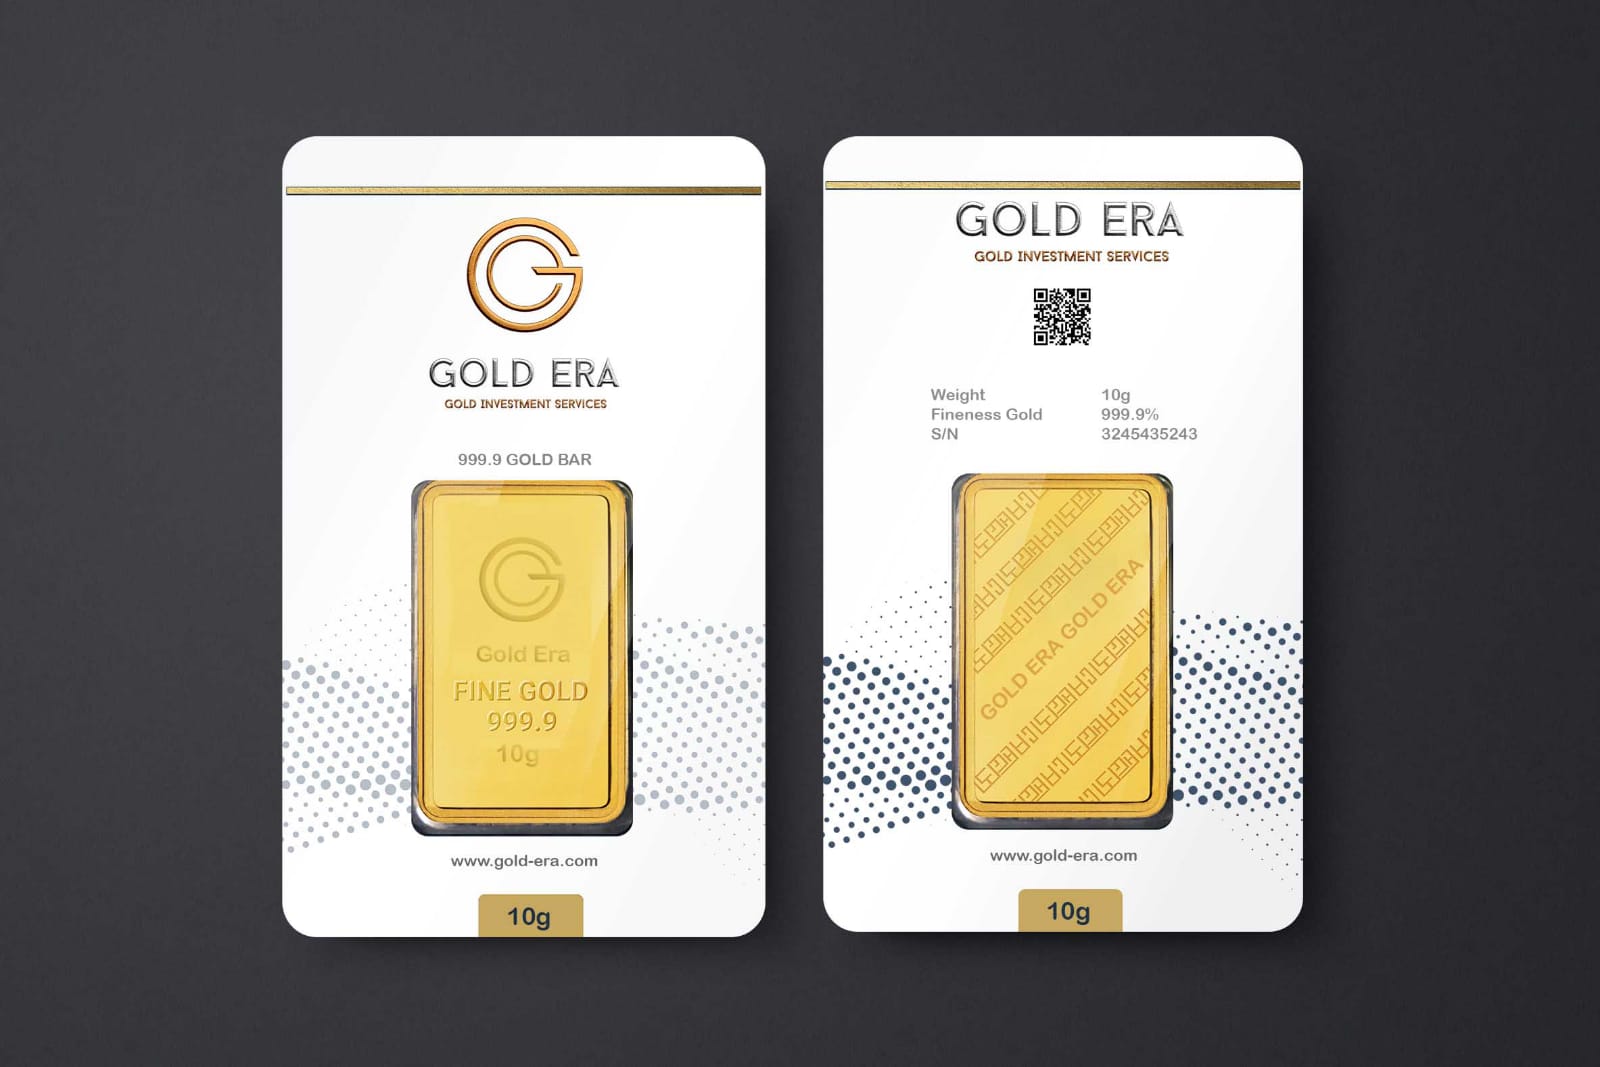 GOLD ERA
GOLD INVESTMENT SERVICES
999.9 GOLD BAR
Gold Era
FINE GOLD
999.9
10g
www.gold-era.com
10g
GOLD ERA
GOLD INVESTMENT SERVICES
Weight 10g
Fineness Gold 999.9%
S/N 3245435243
GOLD ERA GOLD ERA
www.gold-era.com
10g